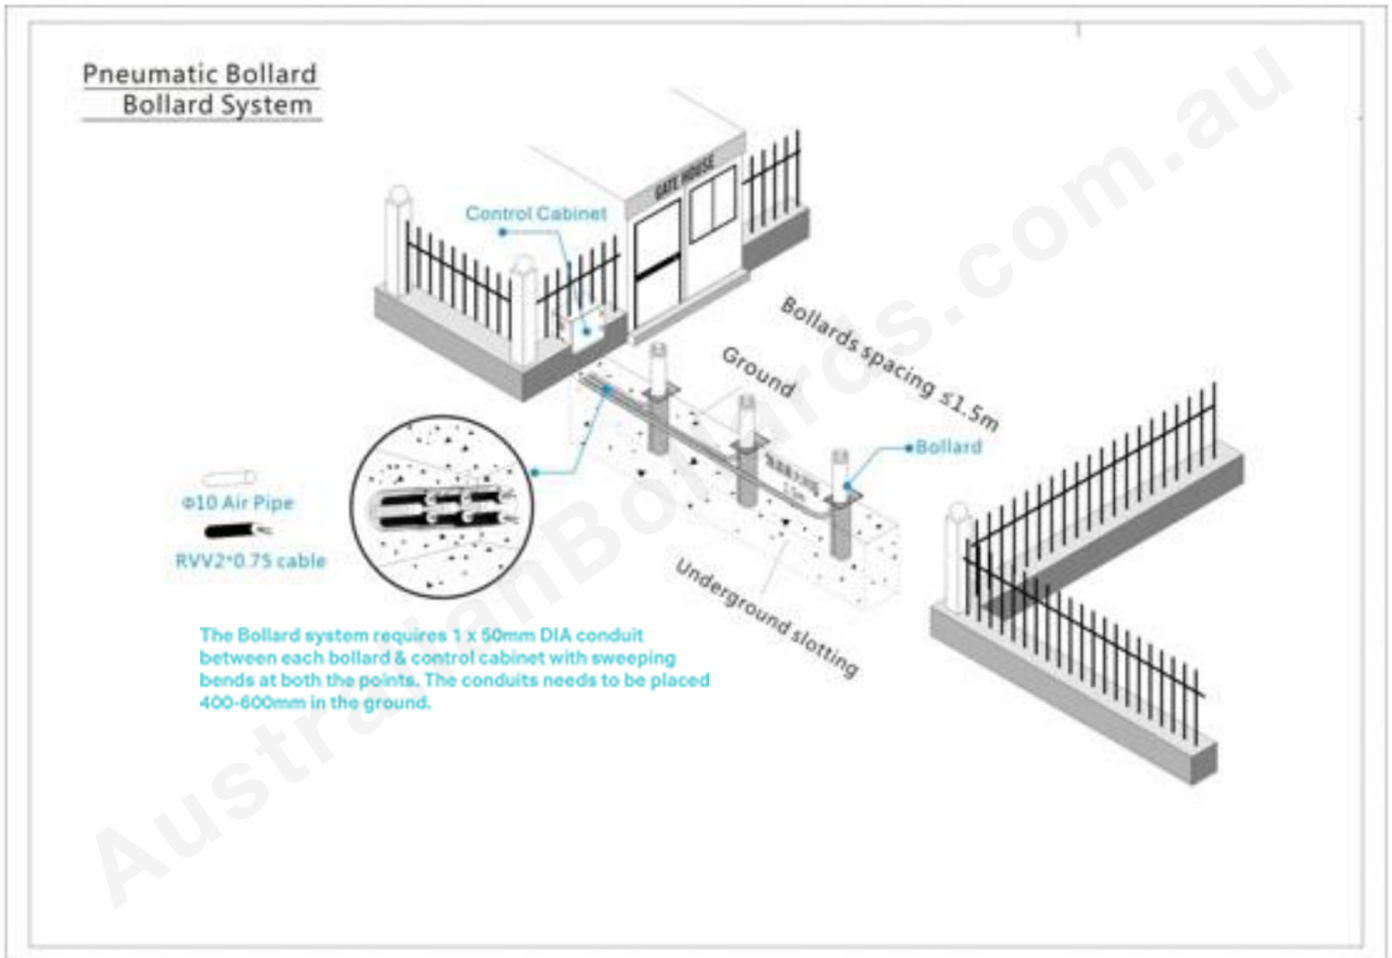 Pneumatic Bollard
Bollard System
GATE HOUSE
Control Cabinet
Bollards spacing ≤1.5m
Ground
Bollard
Φ10 Air Pipe
RVV2*0.75 cable
Underground slotting
1.5m
The Bollard system requires 1 x 50mm DIA conduit
between each bollard & control cabinet with sweeping
bends at both the points. The conduits needs to be placed
400-600mm in the ground.
AustralianBollards.com.au